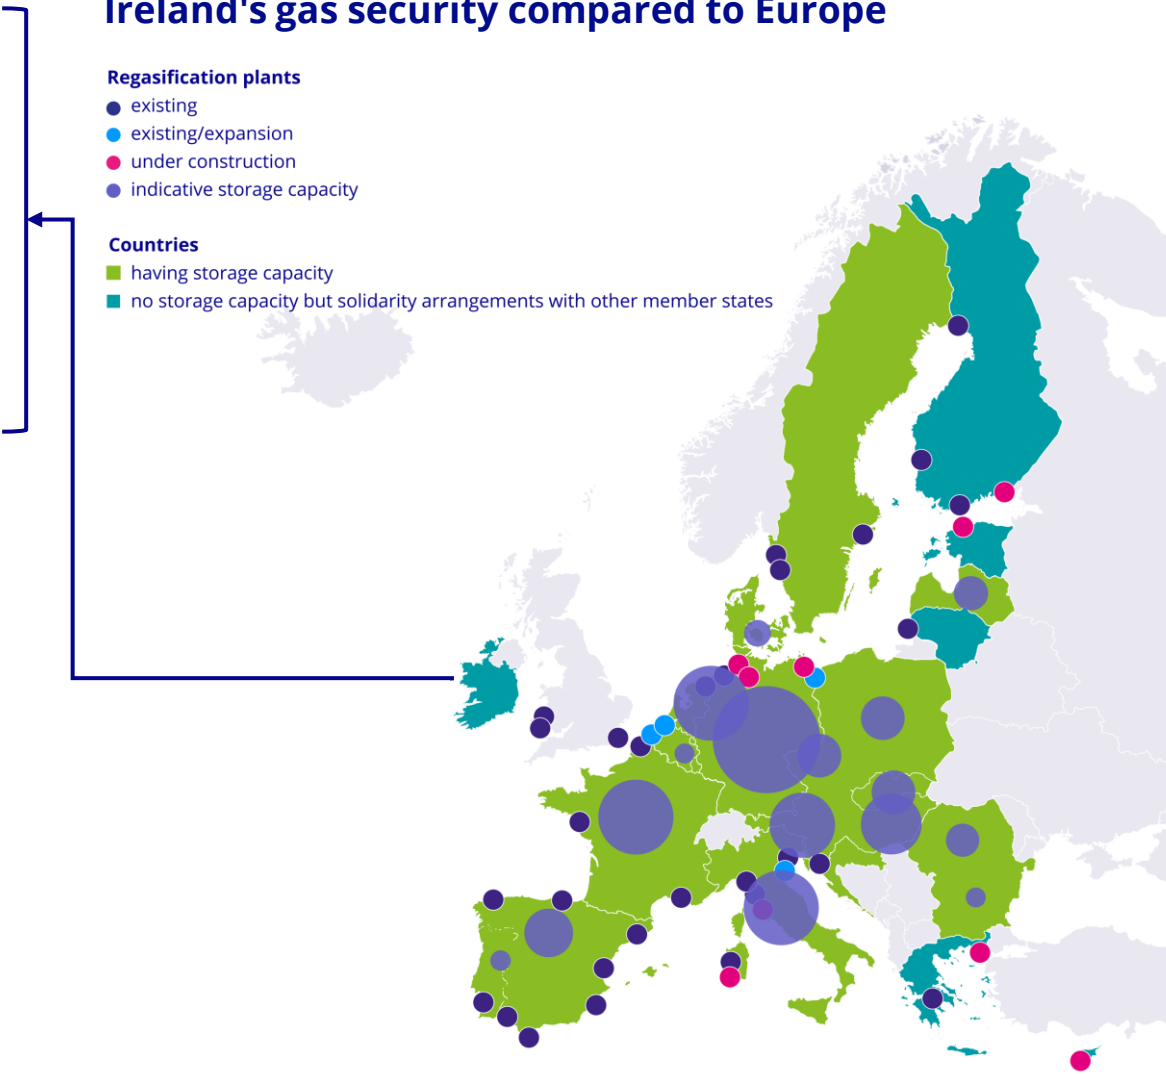 Ireland's gas security compared to Europe
Regasification plants
existing
existing/expansion
under construction
indicative storage capacity
Countries
having storage capacity
no storage capacity but solidarity arrangements with other member states